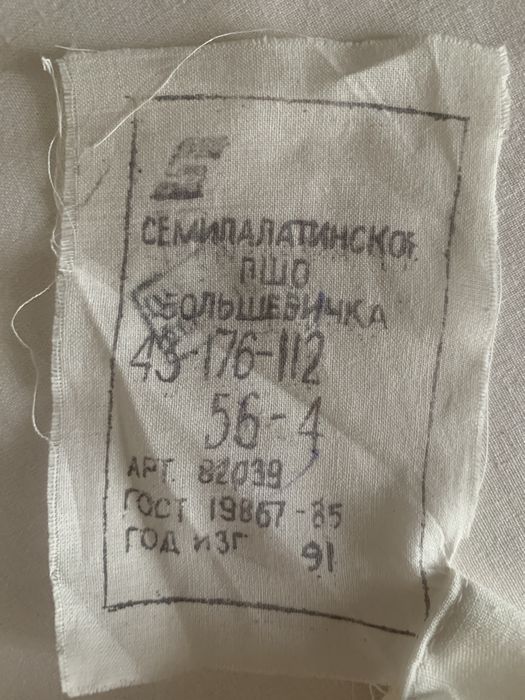 СЕМИПАЛАТИНСКОЕ
ПШО
БОЛЬШЕВИЧКА
43-176-112
56-4
АРТ. 82039
ГОСТ 19867-85
ГОД ИЗГ 91